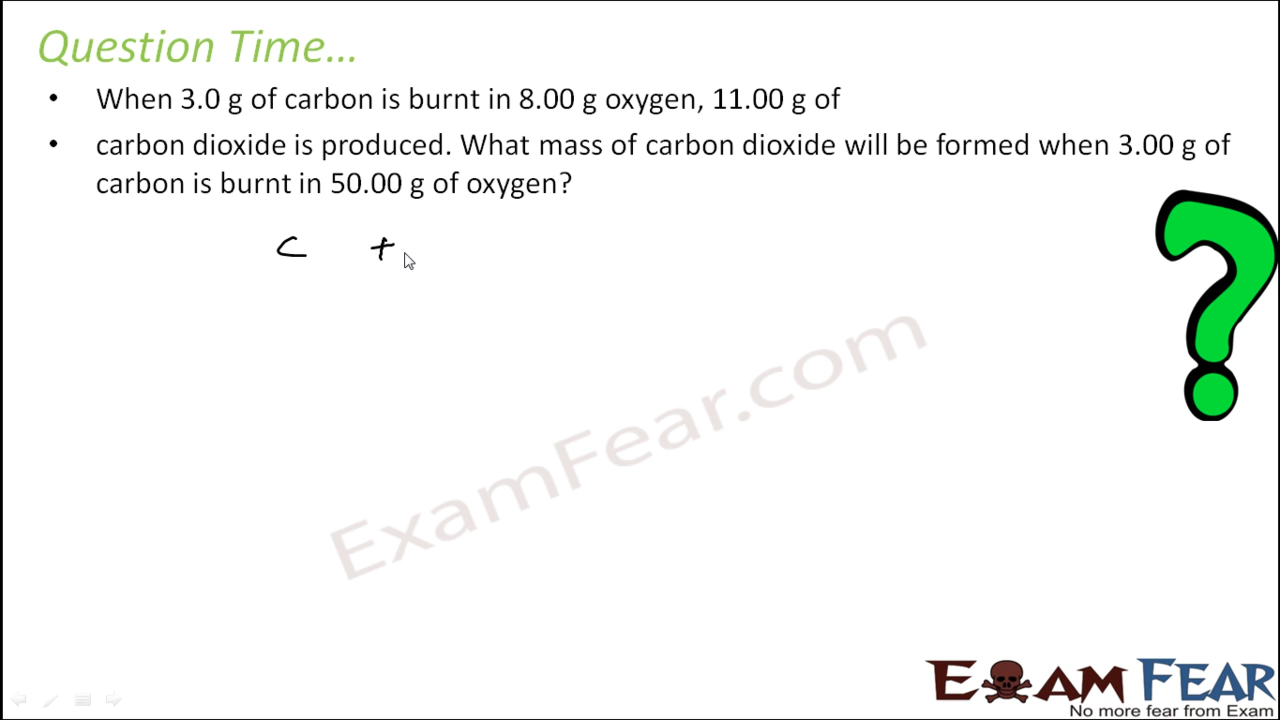 Question Time...
• When 3.0 g of carbon is burnt in 8.00 g oxygen, 11.00 g of
• carbon dioxide is produced. What mass of carbon dioxide will be formed when 3.00 g of
carbon is burnt in 50.00 g of oxygen?
C +
ExamFear.com
EXAM FEAR
No more fear from Exam